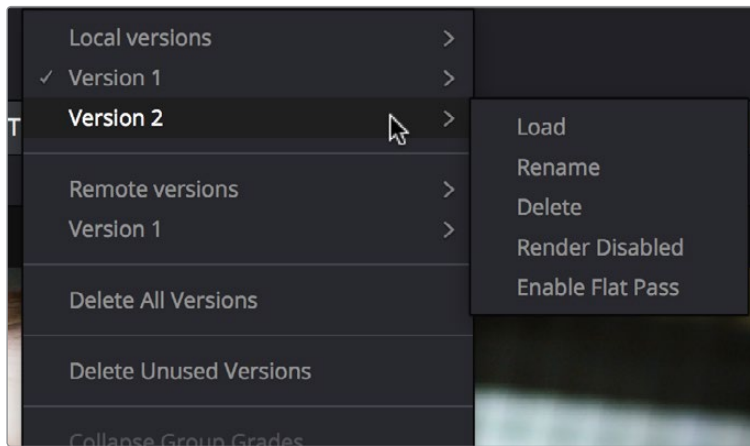 Local versions
Version 1
Version 2
Remote versions
Version 1
Delete All Versions
Delete Unused Versions
Collapse Group Grades
Load
Rename
Delete
Render Disabled
Enable Flat Pass
T